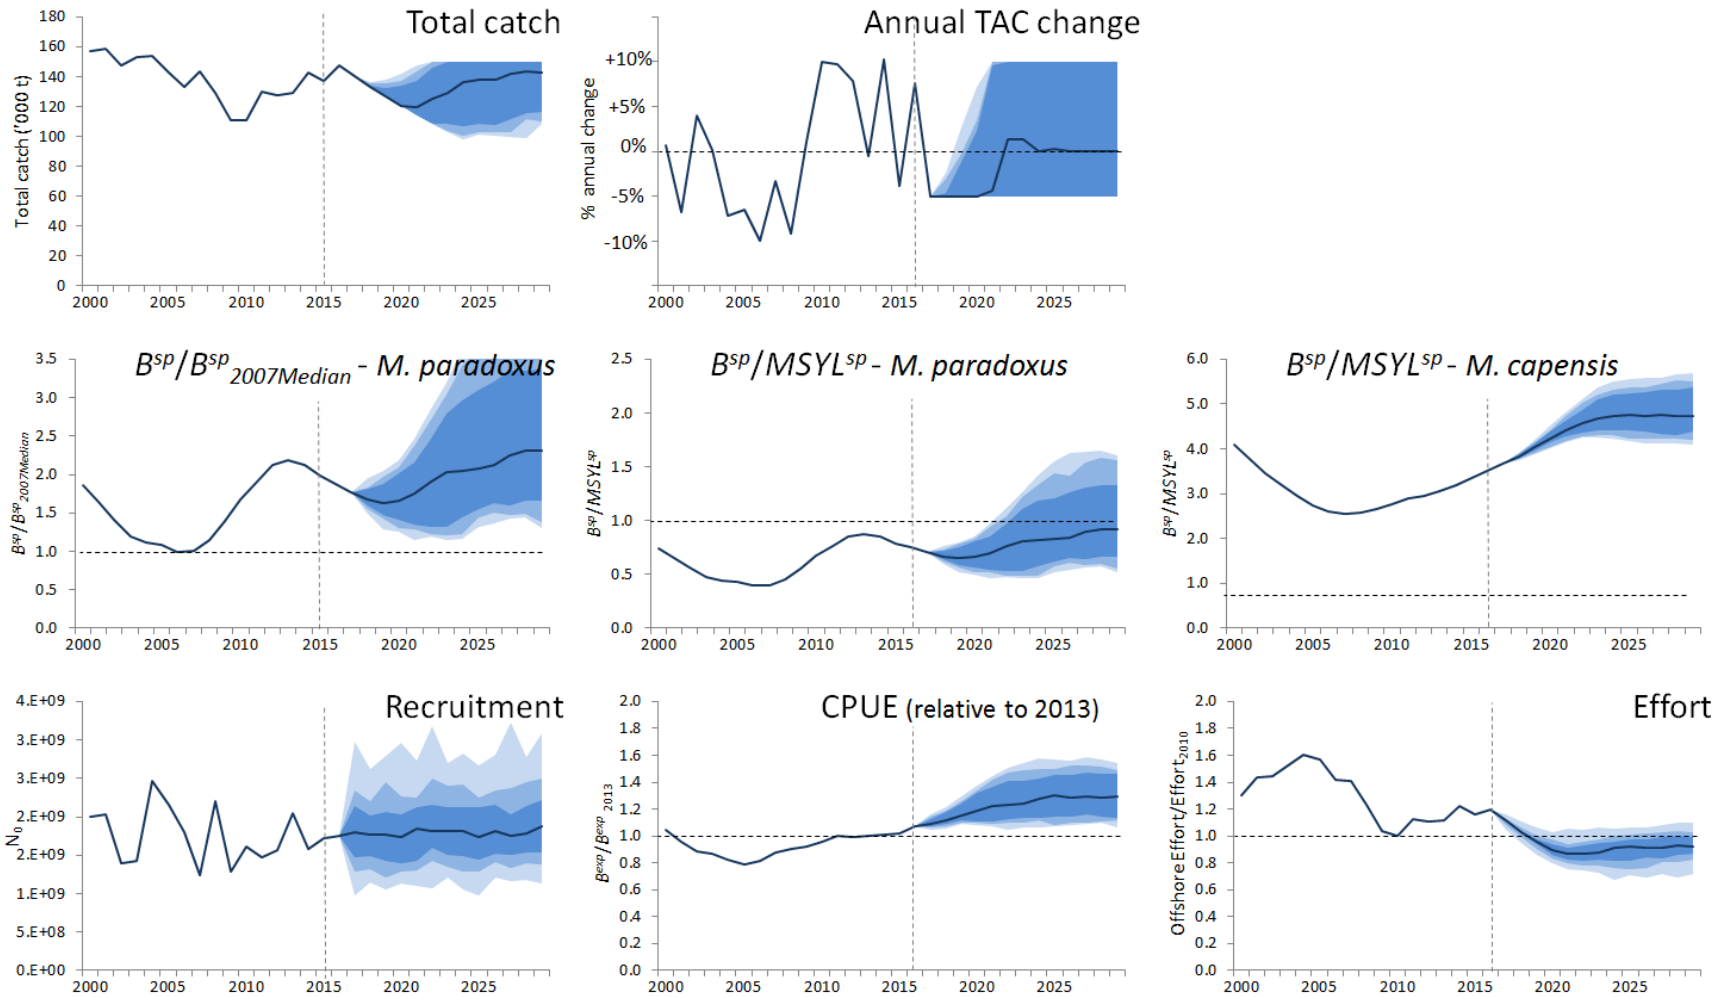 Total catch
Total catch ('000 t)
180
160
140
120
100
80
60
40
20
0
2000 2005 2010 2015 2020 2025
Annual TAC change
% annual change
+10%
+5%
0%
-5%
-10%
2000 2005 2010 2015 2020 2025
Bsp/Bsp2007Median - M. paradoxus
Bsp/Bsp2007Median
3.5
3.0
2.5
2.0
1.5
1.0
0.5
0.0
2000 2005 2010 2015 2020 2025
Bsp/MSYLsp - M. paradoxus
Bsp/MSYLsp
2.5
2.0
1.5
1.0
0.5
0.0
2000 2005 2010 2015 2020 2025
Bsp/MSYLsp - M. capensis
Bsp/MSYLsp
6.0
5.0
4.0
3.0
2.0
1.0
0.0
2000 2005 2010 2015 2020 2025
Recruitment
N0
4.E+09
3.E+09
3.E+09
2.E+09
2.E+09
1.E+09
5.E+08
0.E+00
2000 2005 2010 2015 2020 2025
CPUE (relative to 2013)
Bexp/Bexp2013
2.0
1.8
1.6
1.4
1.2
1.0
0.8
0.6
0.4
0.2
0.0
2000 2005 2010 2015 2020 2025
Effort
Offshore Effort/Effort2010
2.0
1.8
1.6
1.4
1.2
1.0
0.8
0.6
0.4
0.2
0.0
2000 2005 2010 2015 2020 2025